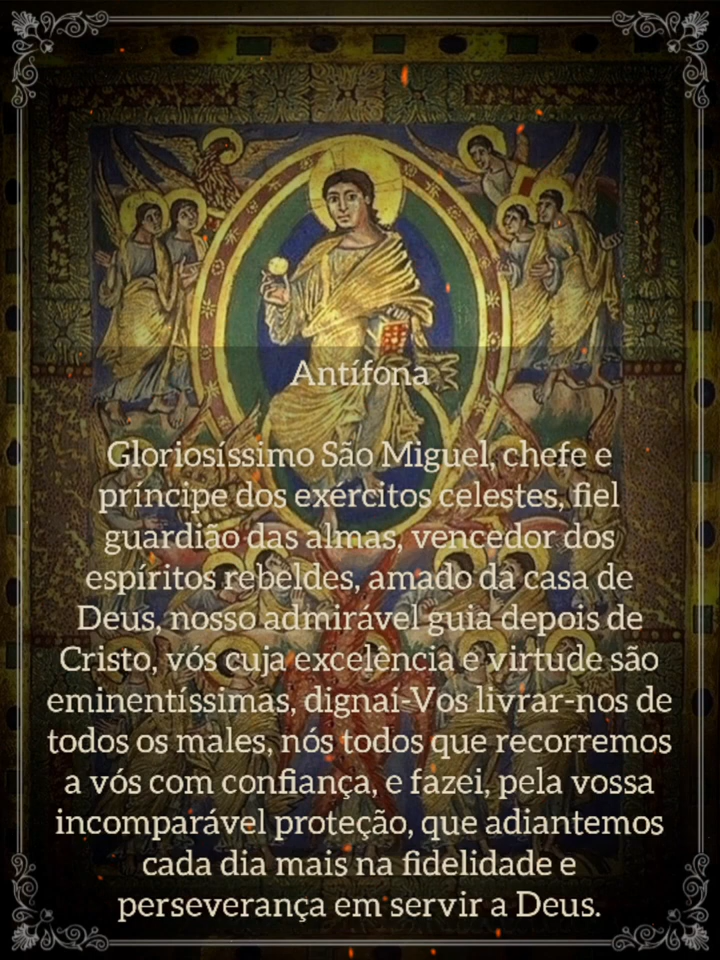 Antífona
Gloriosíssimo São Miguel, chefe e
príncipe dos exércitos celestes, fiel
guardião das almas, vencedor dos
espíritos rebeldes, amado da casa de
Deus, nosso admirável guia depois de
Cristo, vós cuja excelência e virtude são
eminentíssimas, dignaí-Vos livrar-nos de
todos os males, nós todos que recorremos
a vós com confiança, e fazei, pela vossa
incomparável proteção, que adiantemos
cada dia mais na fidelidade e
perseverança em servir a Deus.